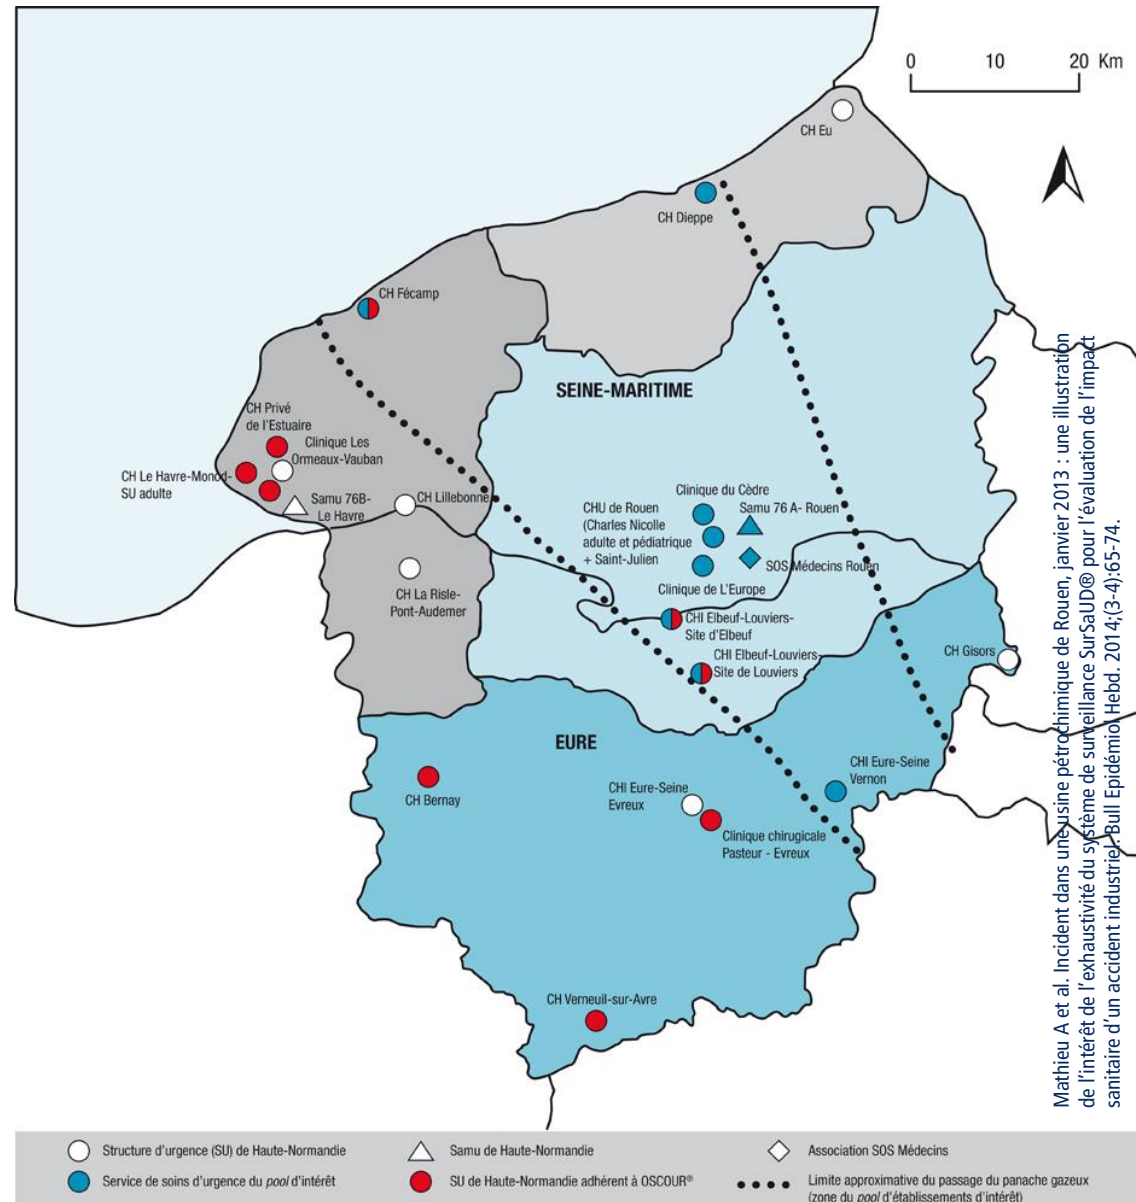 0 10 20 Km
CH Eu
CH Dieppe
CH Fécamp
SEINE-MARITIME
CH Privé
de l'Estuaire
Clinique Les
Ormeaux-Vauban
CH Le Havre-Monod-
SU adulte
Samu 76B-
Le Havre
CH Lillebonne
CH La Risle-
Pont-Audemer
Clinique du Cèdre
Samu 76 A- Rouen
CHU de Rouen
(Charles Nicolle
adulte et pédiatrique
+ Saint-Julien
SOS Médecins Rouen
Clinique de L'Europe
CHI Elbeuf-Louviers-
Site d'Elbeuf
CHI Elbeuf-Louviers-
Site de Louviers
CH Gisors
EURE
CH Bernay
CHI Eure-Seine
Evreux
CHI Eure-Seine
Vernon
Clinique chirugicale
Pasteur - Evreux
CH Verneuil-sur-Avre
Mathieu A et al. Incident dans une usine pétrochimique de Rouen, janvier 2013 : une illustration
de l'intérêt de l'exhaustivité du système de surveillance SurSaUD® pour l'évaluation de l'impact
sanitaire d'un accident industriel. Bull Epidémiol Hebd. 2014;(3-4):65-74.
Structure d'urgence (SU) de Haute-Normandie
Samu de Haute-Normandie
Association SOS Médecins
Service de soins d'urgence du pool d'intérêt
SU de Haute-Normandie adhérent à OSCOUR®
Limite approximative du passage du panache gazeux
(zone du pool d'établissements d'intérêt)